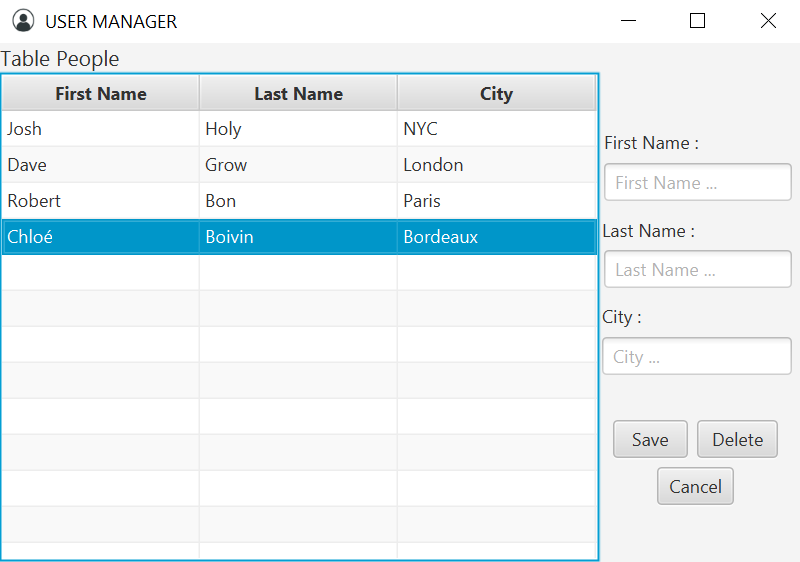 USER MANAGER
Table People
First Name Last Name City
Josh Holy NYC
Dave Grow London
Robert Bon Paris
Chloé Boivin Bordeaux
First Name :
First Name ...
Last Name :
Last Name ...
City :
City ...
Save Delete
Cancel